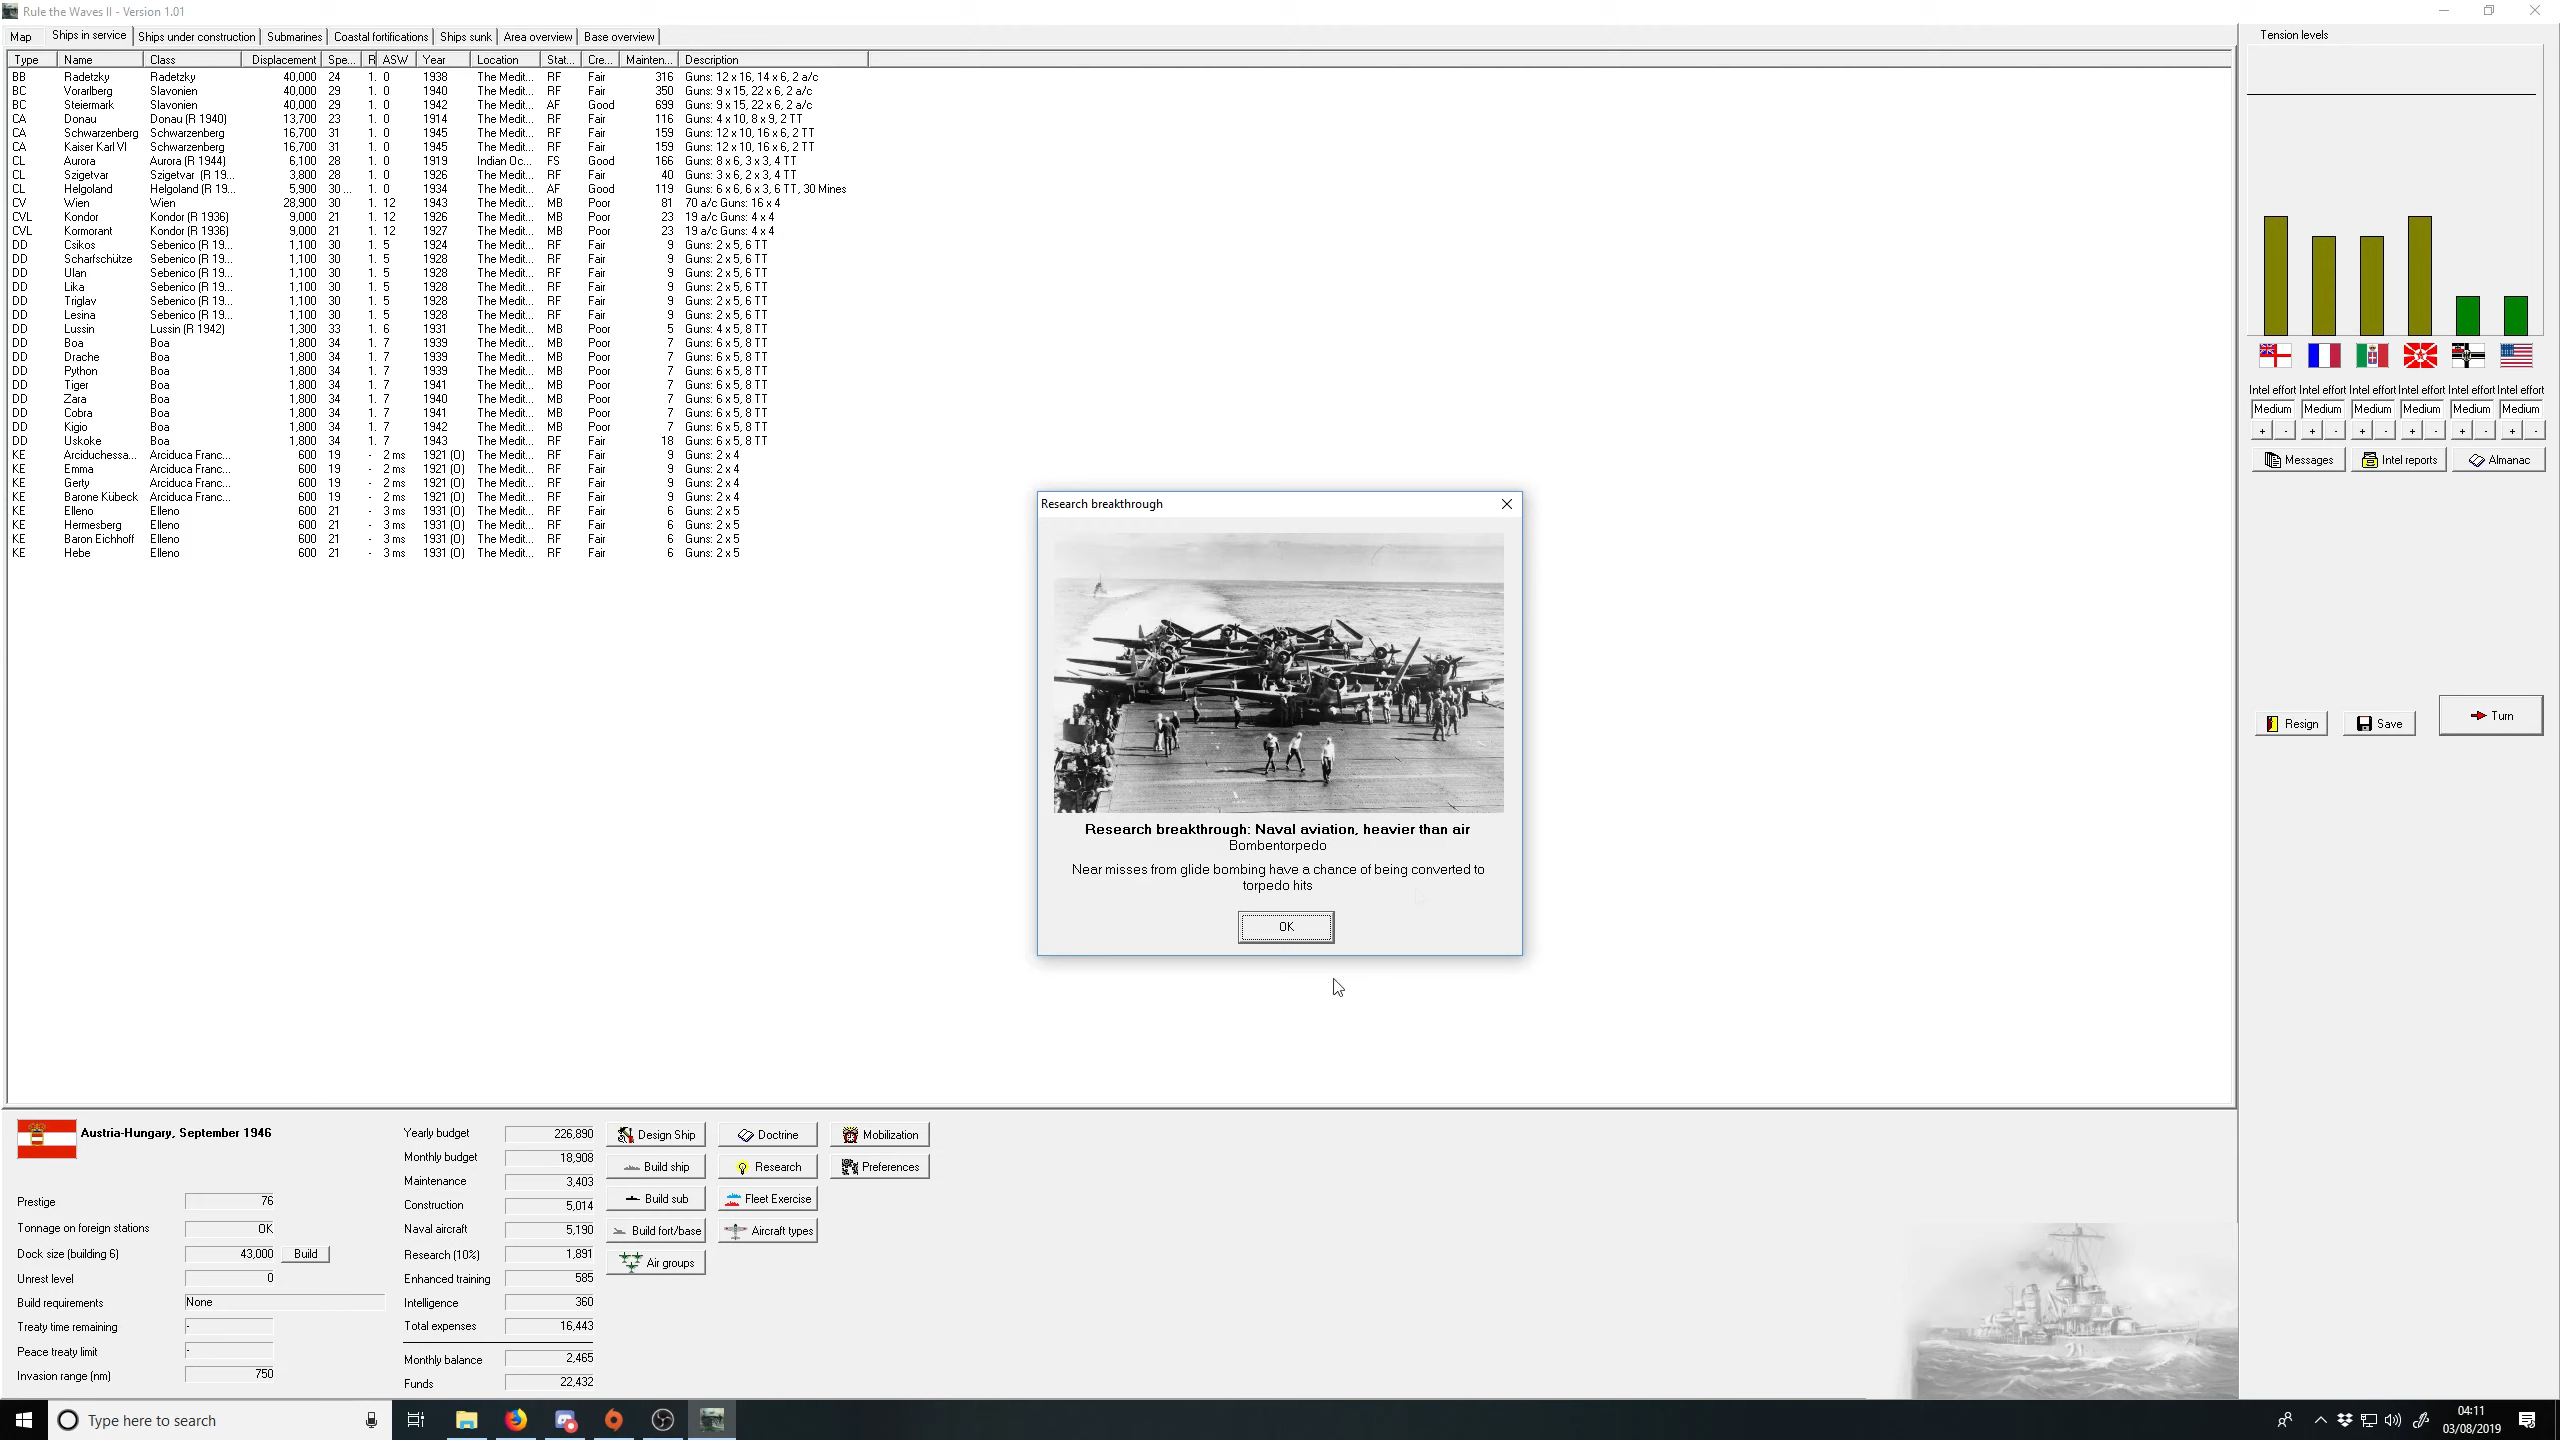 Rule the Waves II - Version 1.01
Map Ships in service Ships under construction Submarines Coastal fortifications Ships sunk Area overview Base overview
Type Name Class Displacement Spe... R ASW Year Location Stat... Cre... Mainten... Description
BB Radetzky Radetzky 40,000 24 1. 0 1938 The Medit... RF Fair 316 Guns: 12 x 16, 14 x 6, 2 a/c
BC Vorarlberg Slavonien 40,000 29 1. 0 1940 The Medit... RF Fair 350 Guns: 9 x 15, 22 x 6, 2 a/c
BC Steiermark Slavonien 40,000 29 1. 0 1942 The Medit... AF Good 699 Guns: 9 x 15, 22 x 6, 2 a/c
CA Donau Donau (R 1940) 13,700 23 1. 0 1914 The Medit... RF Fair 116 Guns: 4 x 10, 8 x 9, 2 TT
CA Schwarzenberg Schwarzenberg 16,700 31 1. 0 1945 The Medit... RF Fair 159 Guns: 12 x 10, 16 x 6, 2 TT
CA Kaiser Karl VI Schwarzenberg 16,700 31 1. 0 1945 The Medit... RF Fair 159 Guns: 12 x 10, 16 x 6, 2 TT
CL Aurora Aurora (R 1944) 6,100 28 1. 0 1919 Indian Oc... FS Good 166 Guns: 8 x 6, 3 x 3, 4 TT
CL Szigetvar Szigetvar (R 19... 3,800 28 1. 0 1926 The Medit... RF Fair 40 Guns: 3 x 6, 2 x 3, 4 TT
CL Helgoland Helgoland (R 19... 5,900 30 ... 1. 0 1934 The Medit... AF Good 119 Guns: 6 x 6, 6 x 3, 6 TT, 30 Mines
CV Wien Wien 28,900 30 1. 12 1943 The Medit... MB Poor 81 70 a/c Guns: 16 x 4
CVL Kondor Kondor (R 1936) 9,000 21 1. 12 1926 The Medit... MB Poor 23 19 a/c Guns: 4 x 4
CVL Kormorant Kondor (R 1936) 9,000 21 1. 12 1927 The Medit... MB Poor 23 19 a/c Guns: 4 x 4
DD Csikos Sebenico (R 19... 1,100 30 1. 5 1924 The Medit... RF Fair 9 Guns: 2 x 5, 6 TT
DD Scharfschütze Sebenico (R 19... 1,100 30 1. 5 1928 The Medit... RF Fair 9 Guns: 2 x 5, 6 TT
DD Ulan Sebenico (R 19... 1,100 30 1. 5 1928 The Medit... RF Fair 9 Guns: 2 x 5, 6 TT
DD Lika Sebenico (R 19... 1,100 30 1. 5 1928 The Medit... RF Fair 9 Guns: 2 x 5, 6 TT
DD Triglav Sebenico (R 19... 1,100 30 1. 5 1928 The Medit... RF Fair 9 Guns: 2 x 5, 6 TT
DD Lesina Sebenico (R 19... 1,100 30 1. 5 1928 The Medit... RF Fair 9 Guns: 2 x 5, 6 TT
DD Lussin Lussin (R 1942) 1,300 33 1. 6 1931 The Medit... MB Poor 5 Guns: 4 x 5, 8 TT
DD Boa Boa 1,800 34 1. 7 1939 The Medit... MB Poor 7 Guns: 6 x 5, 8 TT
DD Drache Boa 1,800 34 1. 7 1939 The Medit... MB Poor 7 Guns: 6 x 5, 8 TT
DD Python Boa 1,800 34 1. 7 1939 The Medit... MB Poor 7 Guns: 6 x 5, 8 TT
DD Tiger Boa 1,800 34 1. 7 1941 The Medit... MB Poor 7 Guns: 6 x 5, 8 TT
DD Zara Boa 1,800 34 1. 7 1940 The Medit... MB Poor 7 Guns: 6 x 5, 8 TT
DD Cobra Boa 1,800 34 1. 7 1941 The Medit... MB Poor 7 Guns: 6 x 5, 8 TT
DD Kigio Boa 1,800 34 1. 7 1942 The Medit... MB Poor 7 Guns: 6 x 5, 8 TT
DD Uskoke Boa 1,800 34 1. 7 1943 The Medit... RF Fair 18 Guns: 6 x 5, 8 TT
KE Arciduchessa... Arciduca Franc... 600 19 - 2 ms 1921 (O) The Medit... RF Fair 9 Guns: 2 x 4
KE Emma Arciduca Franc... 600 19 - 2 ms 1921 (O) The Medit... RF Fair 9 Guns: 2 x 4
KE Gerty Arciduca Franc... 600 19 - 2 ms 1921 (O) The Medit... RF Fair 9 Guns: 2 x 4
KE Barone Kübeck Arciduca Franc... 600 19 - 2 ms 1921 (O) The Medit... RF Fair 9 Guns: 2 x 4
KE Elleno Elleno 600 21 - 3 ms 1931 (O) The Medit... RF Fair 6 Guns: 2 x 5
KE Hermesberg Elleno 600 21 - 3 ms 1931 (O) The Medit... RF Fair 6 Guns: 2 x 5
KE Baron Eichhoff Elleno 600 21 - 3 ms 1931 (O) The Medit... RF Fair 6 Guns: 2 x 5
KE Hebe Elleno 600 21 - 3 ms 1931 (O) The Medit... RF Fair 6 Guns: 2 x 5
Research breakthrough
Research breakthrough: Naval aviation, heavier than air
Bombentorpedo
Near misses from glide bombing have a chance of being converted to
torpedo hits
OK
Tension levels
Intel effort Intel effort Intel effort Intel effort Intel effort Intel effort
Medium Medium Medium Medium Medium Medium
+ - + - + - + - + - + -
Messages Intel reports Almanac
Resign Save Turn
Austria-Hungary, September 1946
Prestige 76
Tonnage on foreign stations OK
Dock size (building 6) 43,000 Build
Unrest level 0
Build requirements None
Treaty time remaining -
Peace treaty limit -
Invasion range (nm) 750
Yearly budget 226,890
Monthly budget 18,908
Maintenance 3,403
Construction 5,014
Naval aircraft 5,190
Research (10%) 1,891
Enhanced training 585
Intelligence 360
Total expenses 16,443
Monthly balance 2,465
Funds 22,432
Design Ship Doctrine Mobilization
Build ship Research Preferences
Build sub Fleet Exercise
Build fort/base Aircraft types
Air groups
Type here to search
04:11
03/08/2019